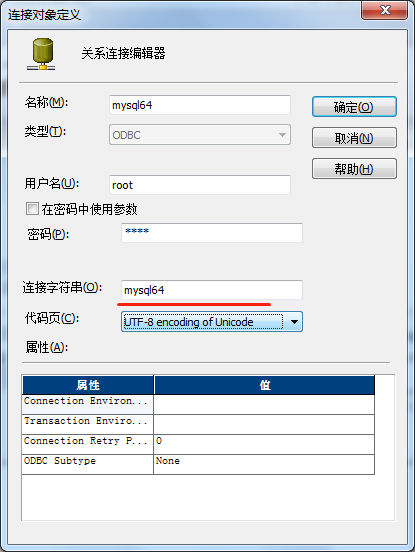 连接对象定义
关系连接编辑器
名称(M): mysql64
确定(O)
类型(T): ODBC
取消(N)
帮助(H)
用户名(U): root
在密码中使用参数
密码(P): ****
连接字符串(O): mysql64
代码页(C): UTF-8 encoding of Unicode
属性(A):
属性 值
Connection Environ...
Transaction Enviro...
Connection Retry P... 0
ODBC Subtype None